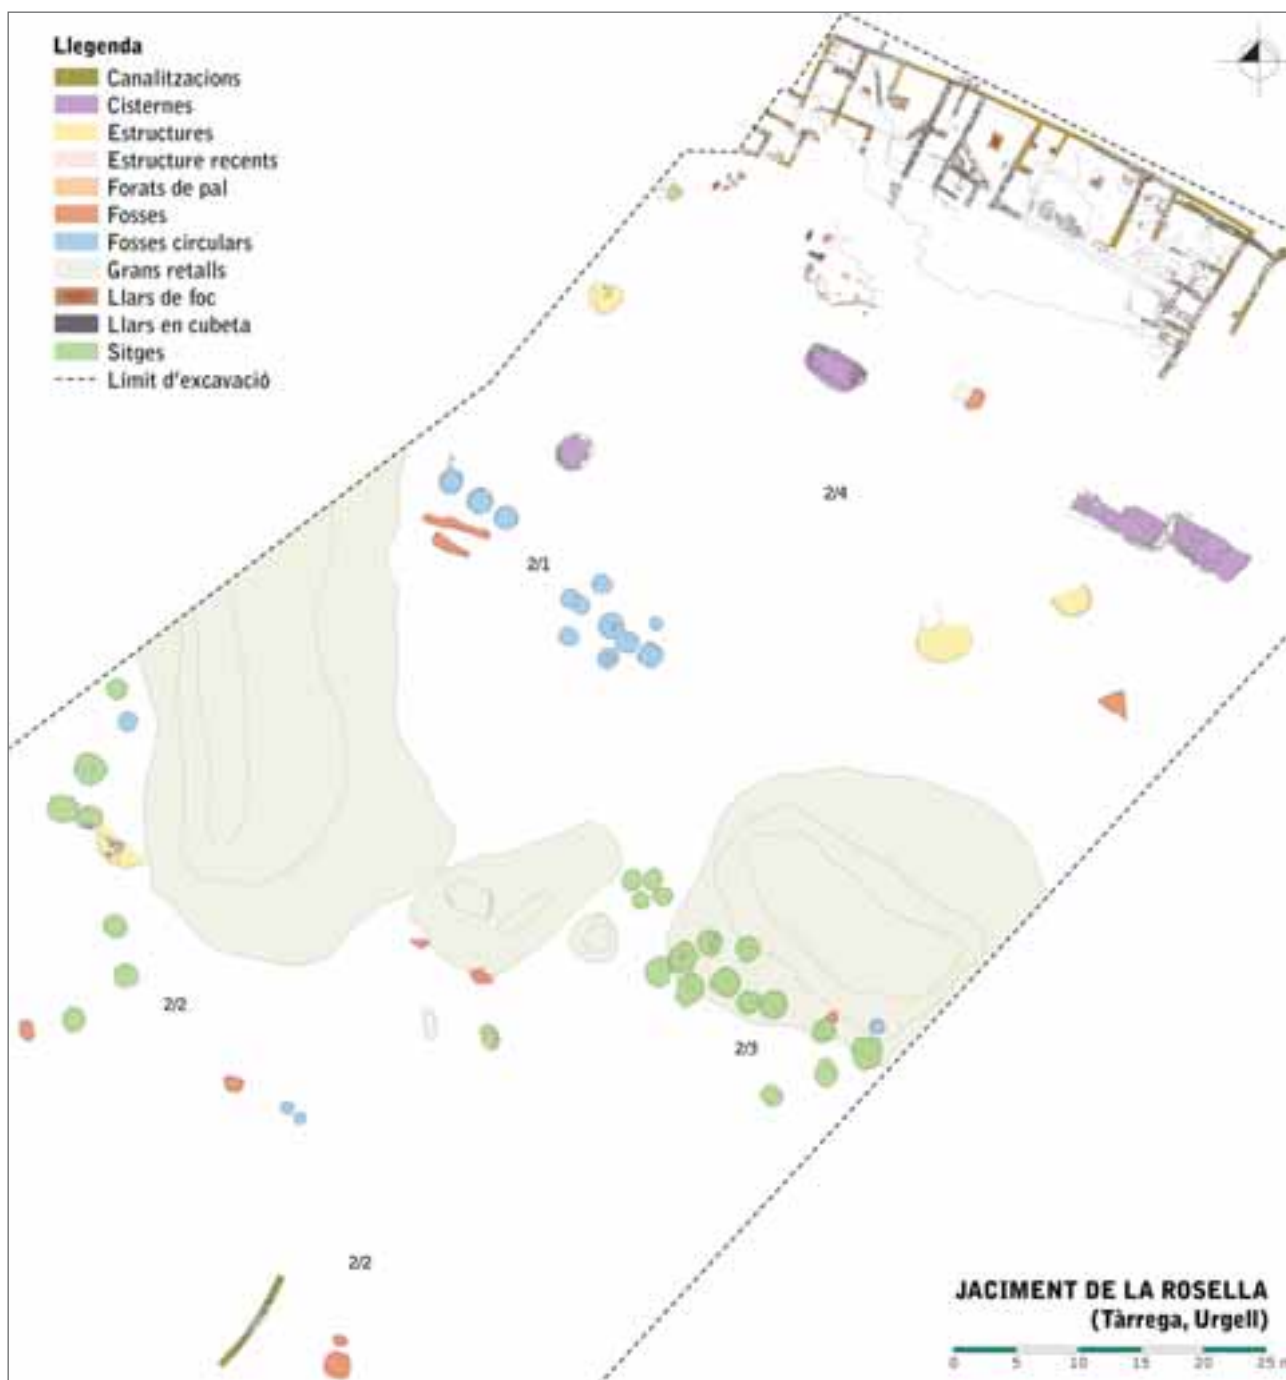 Llegenda
Canalitzacions
Cisternes
Estructures
Estructure recents
Forats de pal
Fosses
Fosses circulars
Grans retalls
Llars de foc
Llars en cubeta
Sitges
Límit d'excavació
2/4
2/1
2/2
2/3
2/2
JACIMENT DE LA ROSELLA
(Tàrrega, Urgell)
0 5 10 15 20 25 m